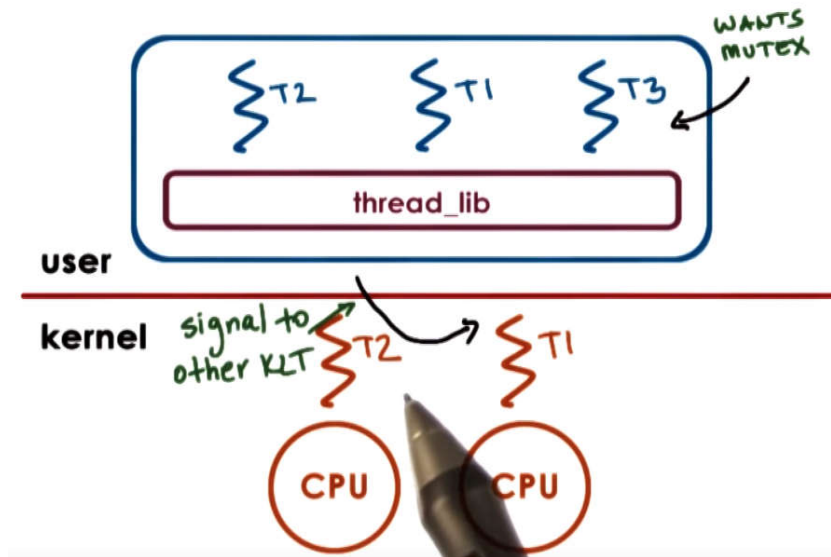 WANTS
MUTEX
T2
T1
T3
thread_lib
user
kernel
signal to
other KLT
T2
T1
CPU
CPU